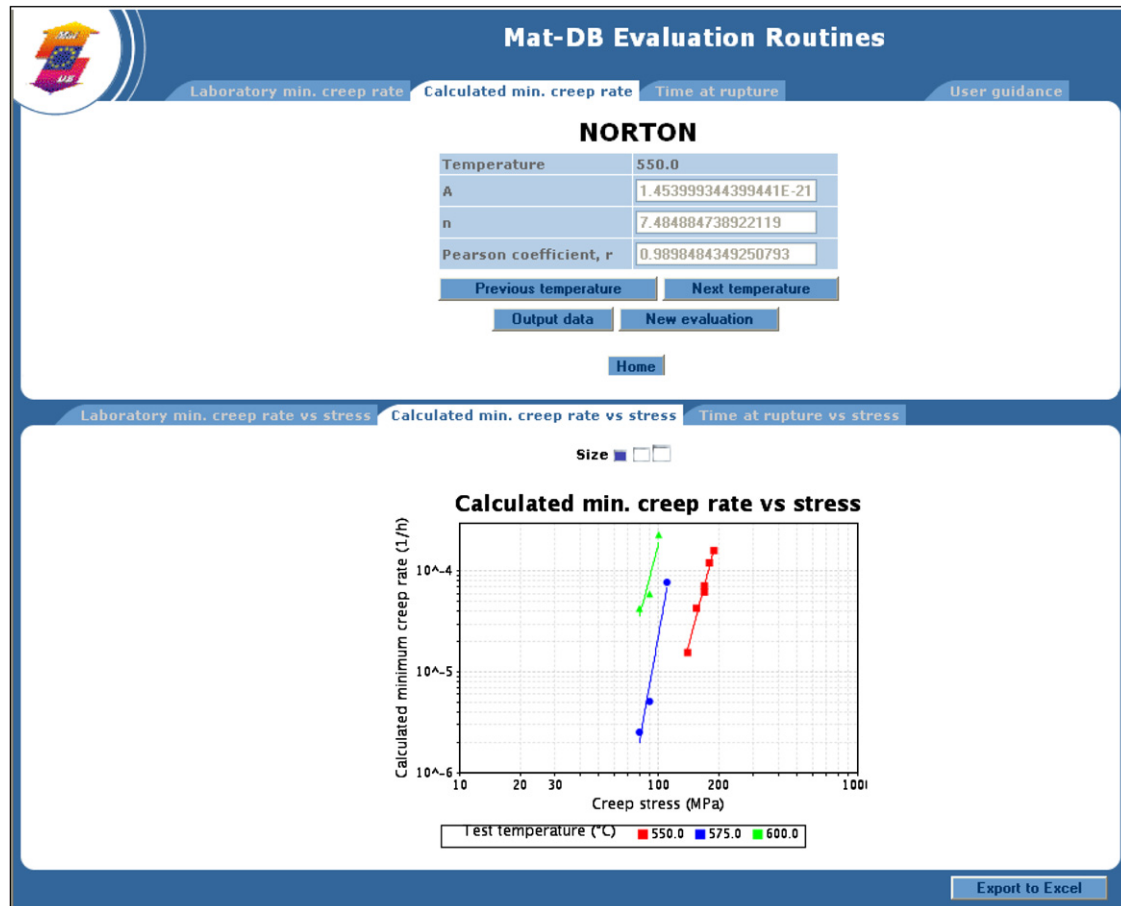 Mat
DB
Mat-DB Evaluation Routines
Laboratory min. creep rate Calculated min. creep rate Time at rupture User guidance
NORTON
Temperature 550.0
A 1.453999344399441E-21
n 7.484884738922119
Pearson coefficient, r 0.9898484349250793
Previous temperature Next temperature
Output data New evaluation
Home
Laboratory min. creep rate vs stress Calculated min. creep rate vs stress Time at rupture vs stress
Size
Calculated min. creep rate vs stress
Calculated minimum creep rate (1/h)
10^-4
10^-5
10^-6
10 20 30 100 200 100
Creep stress (MPa)
Test temperature (°C) 550.0 575.0 600.0
Export to Excel